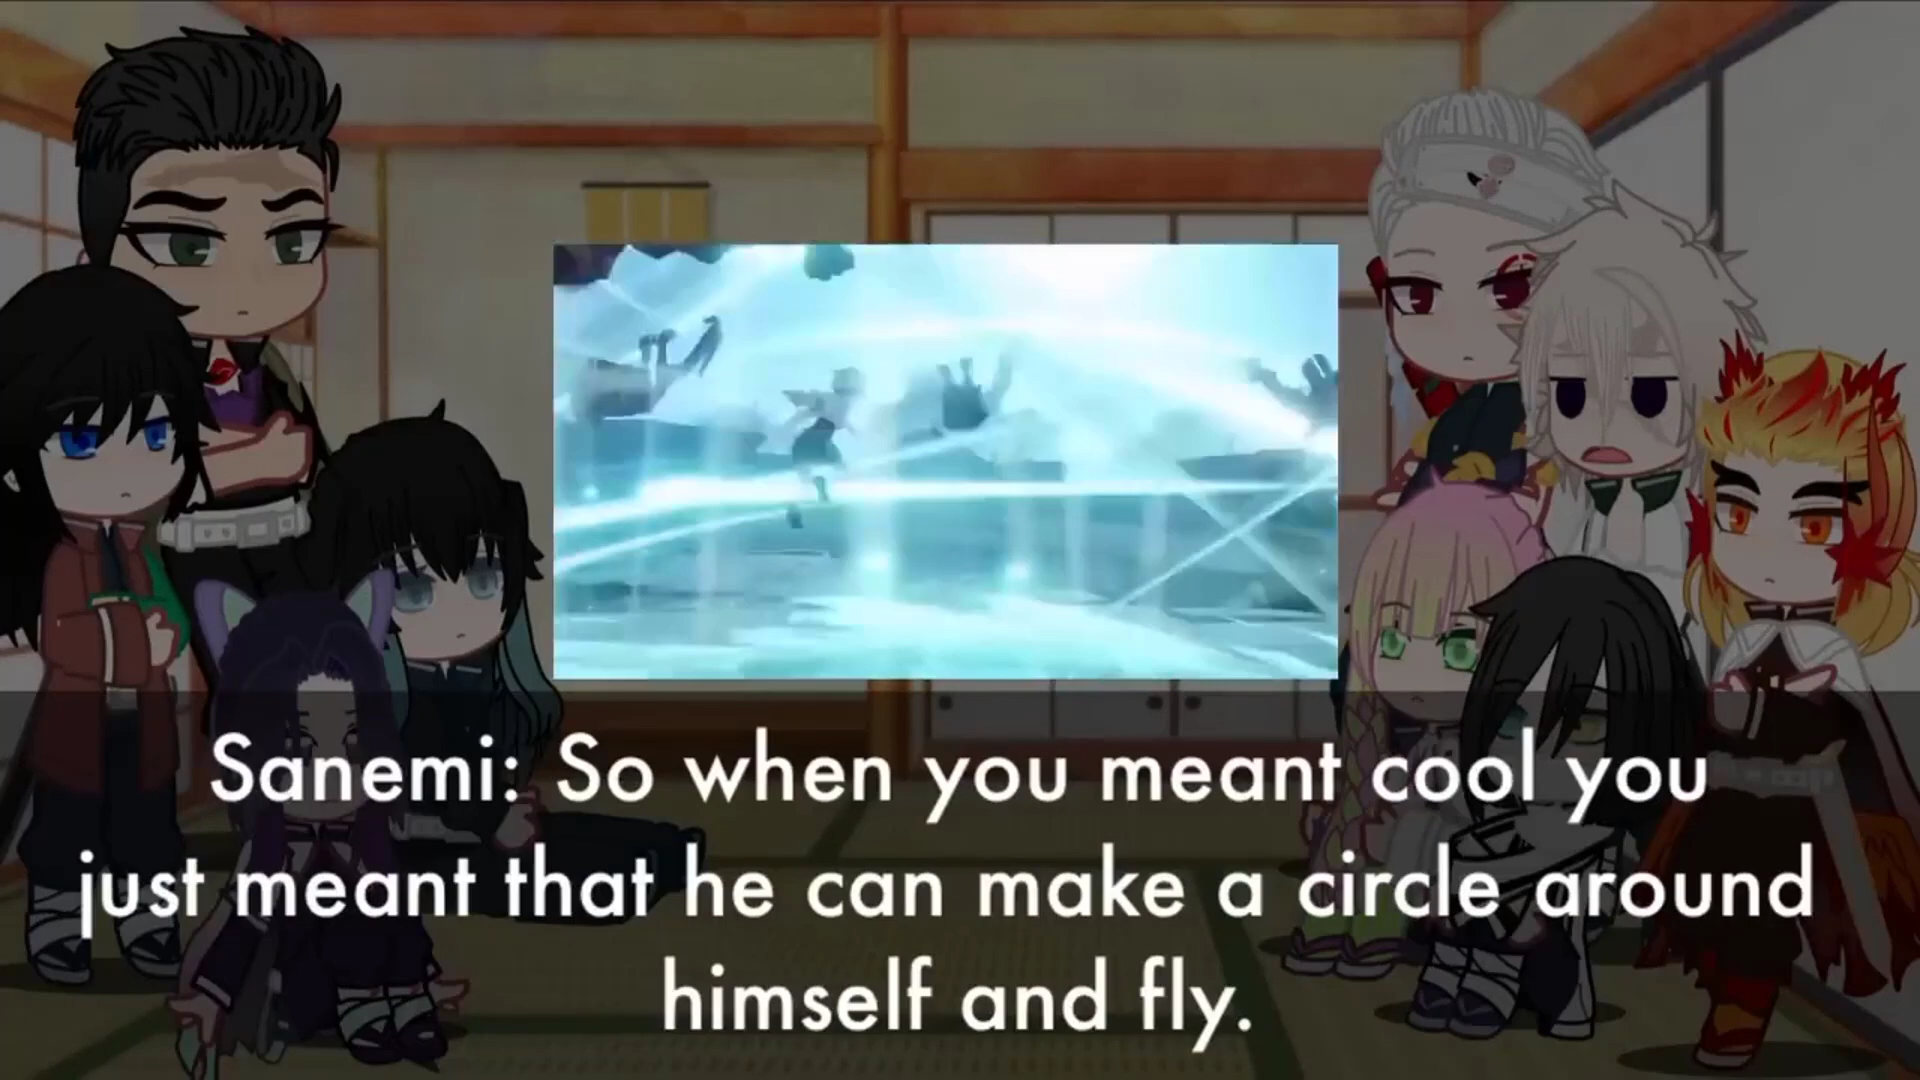 Sanemi: So when you meant cool you
just meant that he can make a circle around
himself and fly.